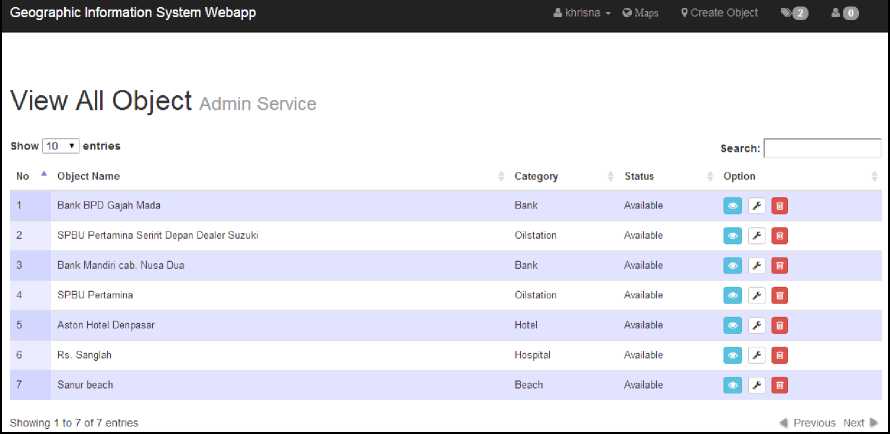 Geographic Information System Webapp khrisna Maps Create Object 2 0
View All Object Admin Service
Show 10 entries Search:
No Object Name Category Status Option
1 Bank BPD Gajah Mada Bank Available
2 SPBU Pertamina Seririt Depan Dealer Suzuki Oilstation Available
3 Bank Mandiri cab. Nusa Dua Bank Available
4 SPBU Pertamina Oilstation Available
5 Aston Hotel Denpasar Hotel Available
6 Rs. Sanglah Hospital Available
7 Sanur beach Beach Available
Showing 1 to 7 of 7 entries Previous Next